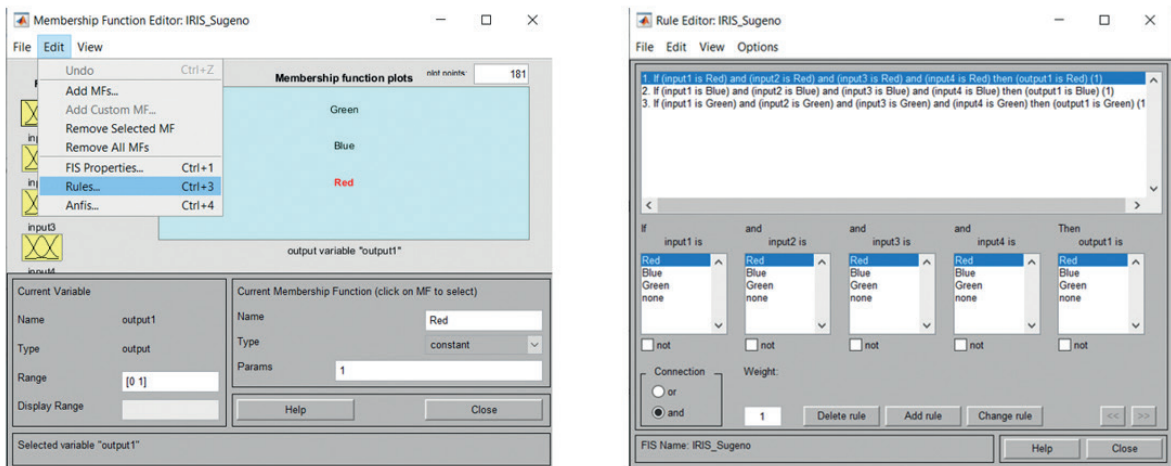 Membership Function Editor: IRIS_Sugeno
File Edit View
Undo Ctrl+Z
Add MFs...
Add Custom MF...
Remove Selected MF
Remove All MFs
FIS Properties... Ctrl+1
Rules... Ctrl+3
Anfis... Ctrl+4
Membership function plots plot points: 181
Green
Blue
Red
input3
input4
output variable "output1"
Current Variable
Name output1
Type output
Range [0 1]
Display Range
Current Membership Function (click on MF to select)
Name Red
Type constant
Params 1
Help Close
Selected variable "output1"
Rule Editor: IRIS_Sugeno
File Edit View Options
1. If (input1 is Red) and (input2 is Red) and (input3 is Red) and (input4 is Red) then (output1 is Red) (1)
2. If (input1 is Blue) and (input2 is Blue) and (input3 is Blue) and (input4 is Blue) then (output1 is Blue) (1)
3. If (input1 is Green) and (input2 is Green) and (input3 is Green) and (input4 is Green) then (output1 is Green) (1
If and and and Then
input1 is input2 is input3 is input4 is output1 is
Red Red Red Red Red
Blue Blue Blue Blue Blue
Green Green Green Green Green
none none none none none
not not not not not
Connection Weight:
or
and 1 Delete rule Add rule Change rule << >>
FIS Name: IRIS_Sugeno Help Close